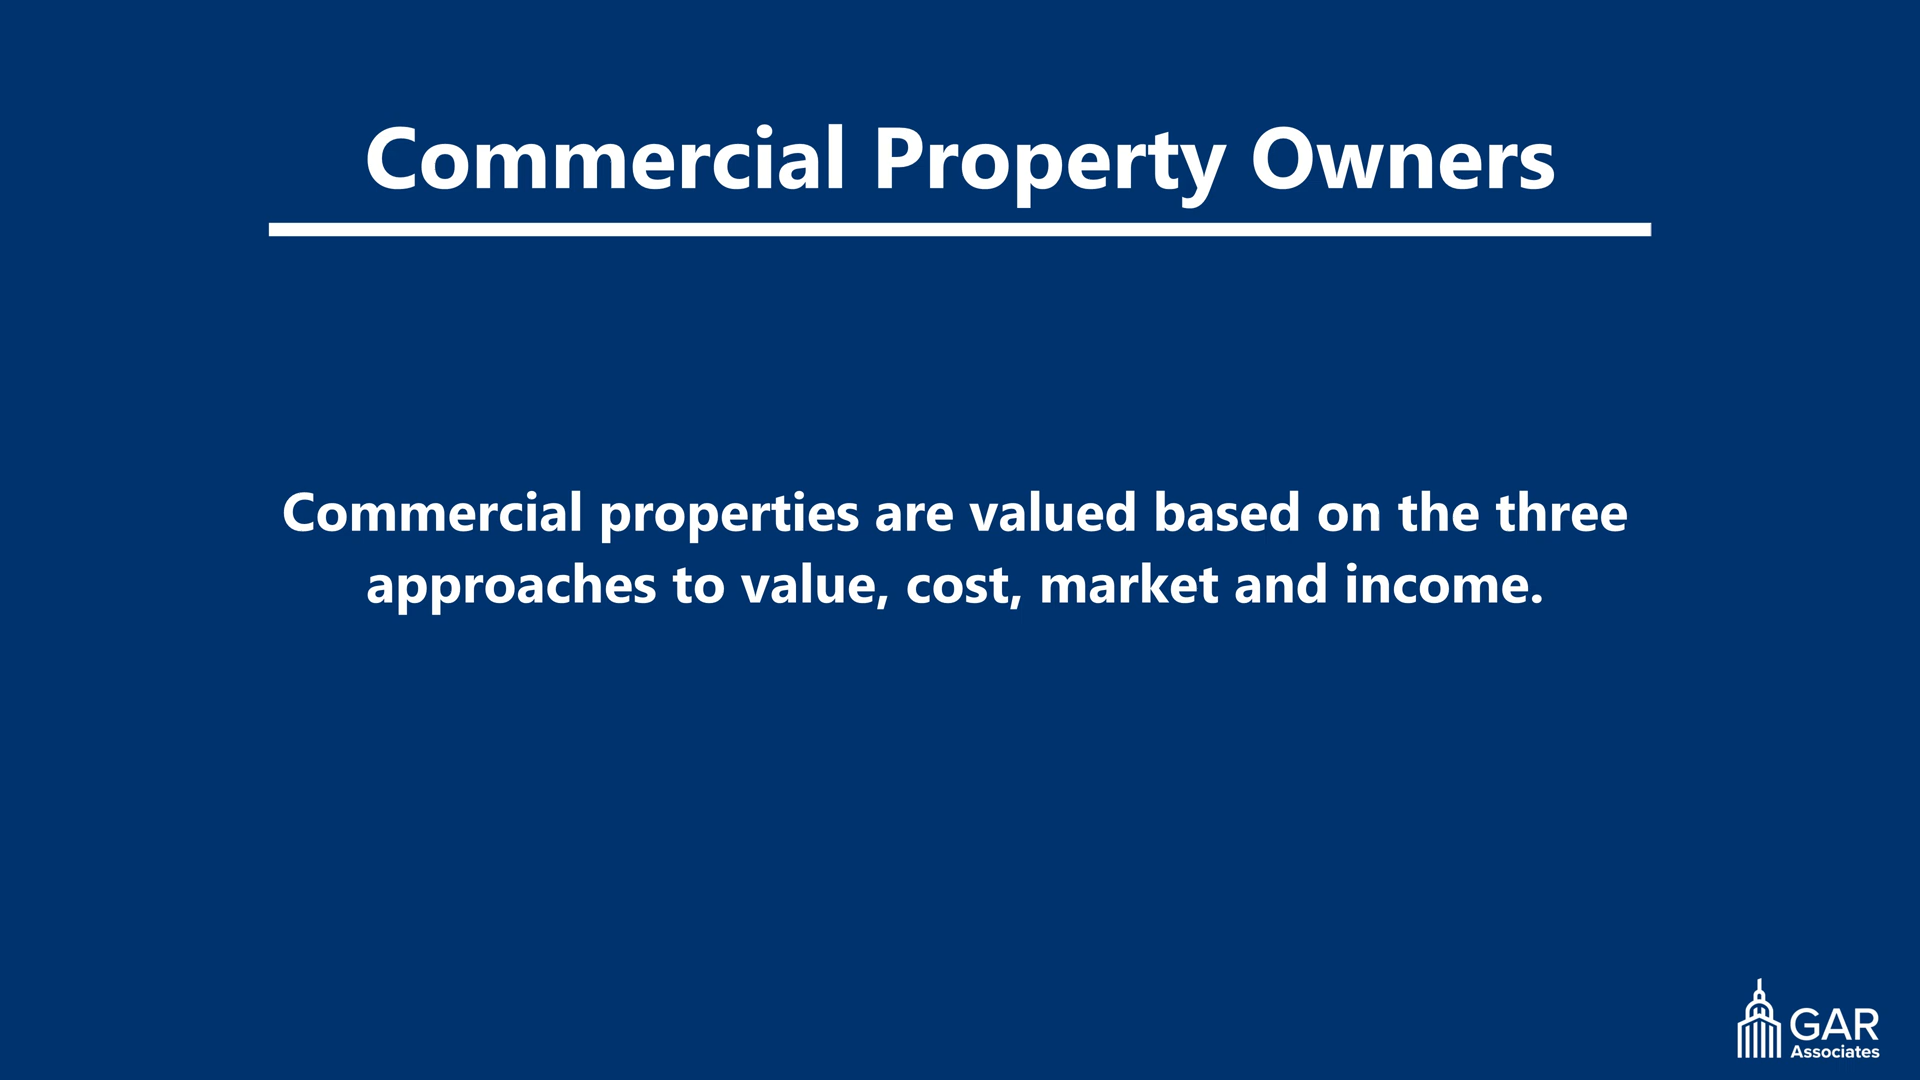 Commercial Property Owners
Commercial properties are valued based on the three
approaches to value, cost, market and income.
GAR
Associates